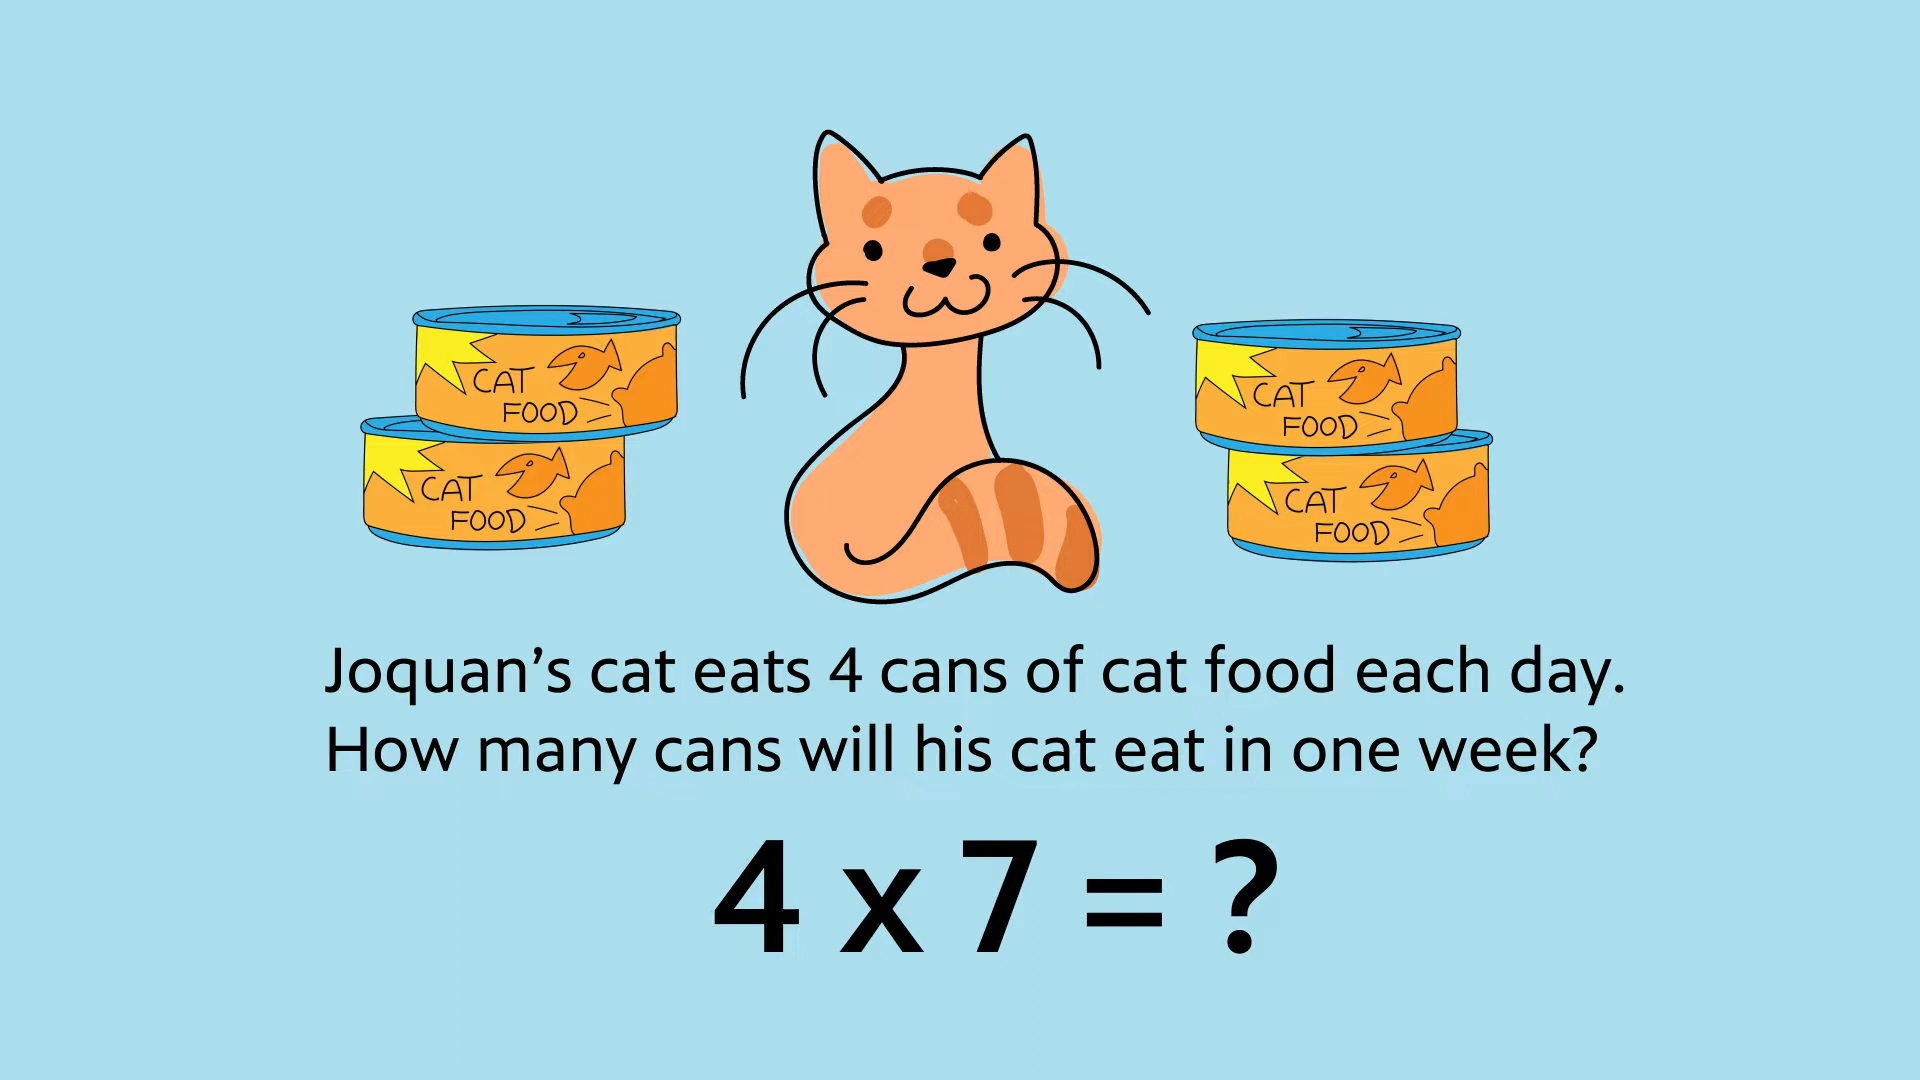 CAT
FOOD
CAT
FOOD
CAT
FOOD
CAT
FOOD
Joquan’s cat eats 4 cans of cat food each day.
How many cans will his cat eat in one week?
4 x 7 = ?